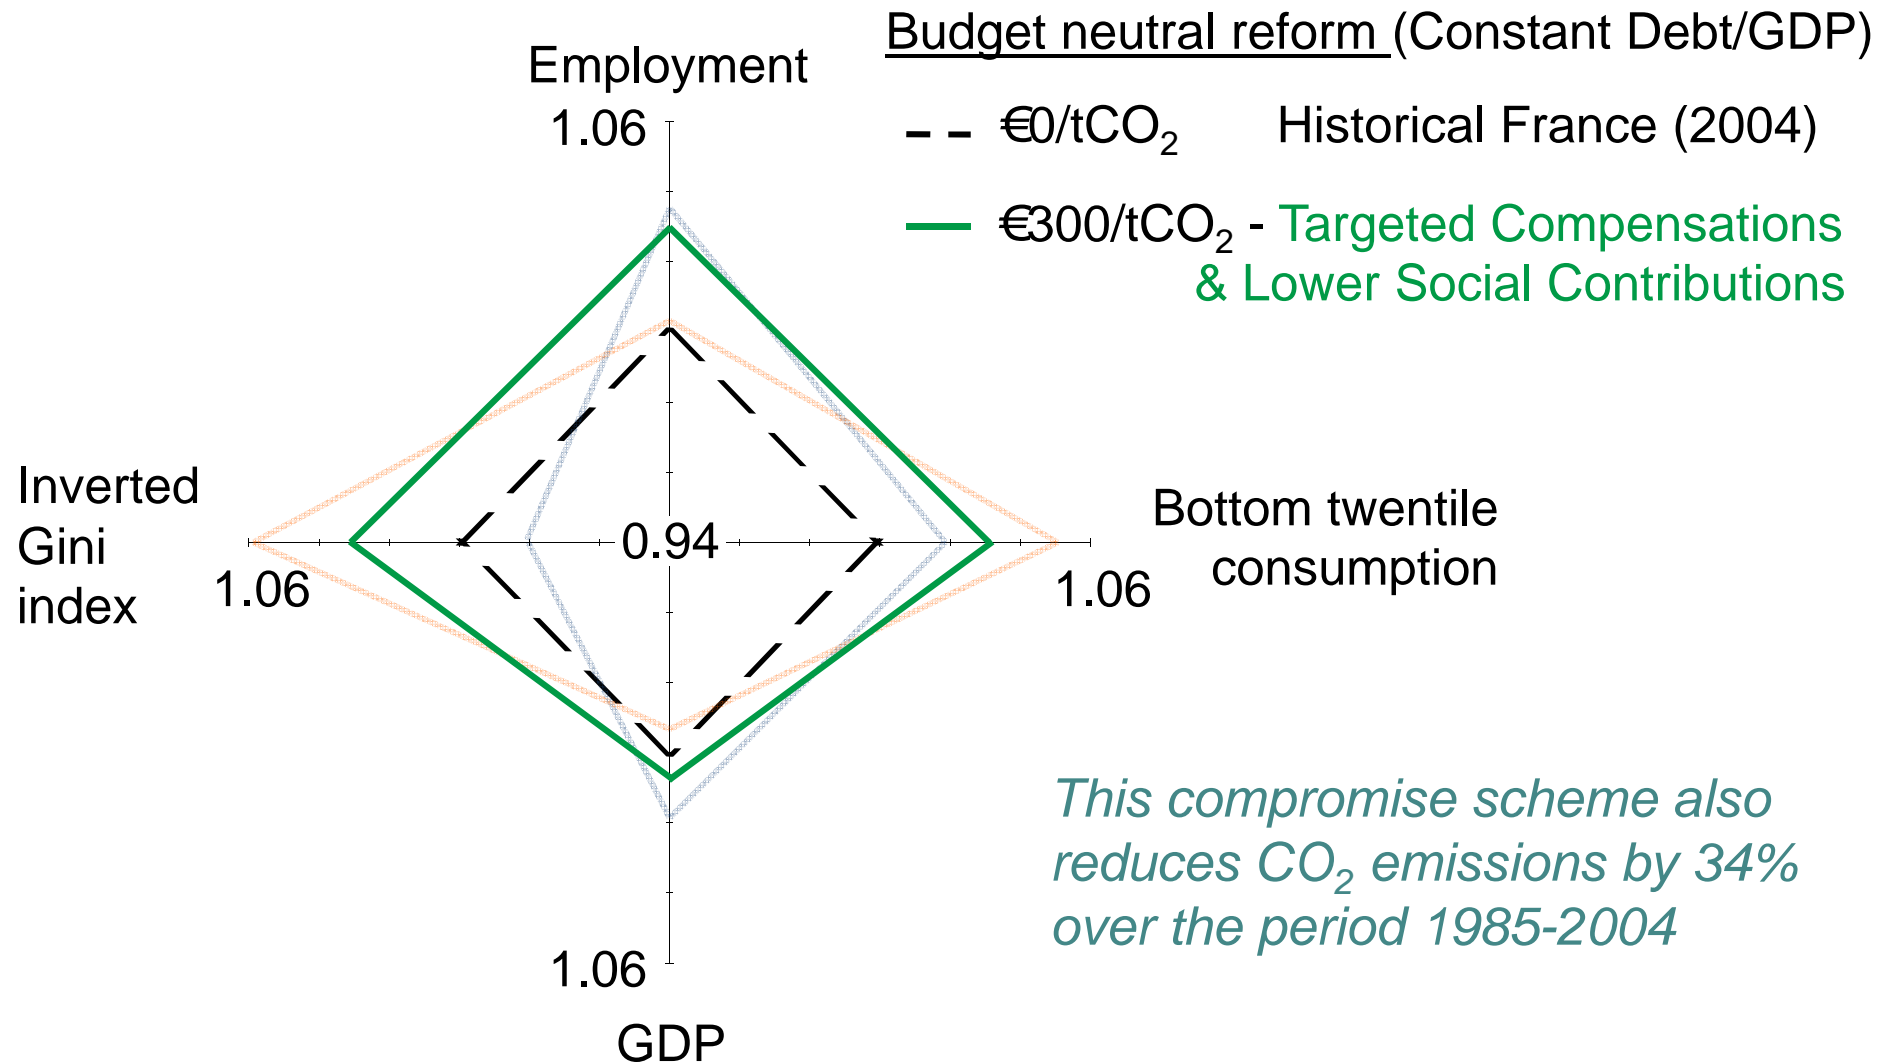 Budget neutral reform (Constant Debt/GDP)
Employment
1.06
€0/tCO₂ Historical France (2004)
€300/tCO₂ - Targeted Compensations
& Lower Social Contributions
Inverted
Gini
index
1.06
0.94
Bottom twentile
consumption
1.06
This compromise scheme also
reduces CO₂ emissions by 34%
over the period 1985-2004
1.06
GDP